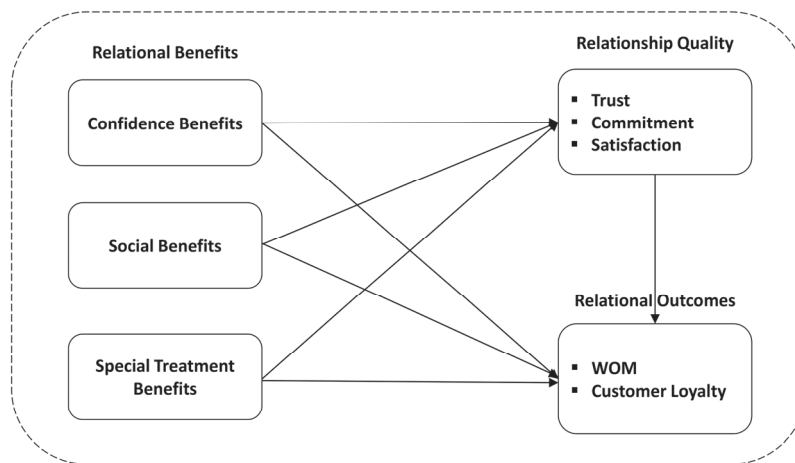 Relational Benefits
Confidence Benefits
Social Benefits
Special Treatment
Benefits
Relationship Quality
▪ Trust
▪ Commitment
▪ Satisfaction
Relational Outcomes
▪ WOM
▪ Customer Loyalty